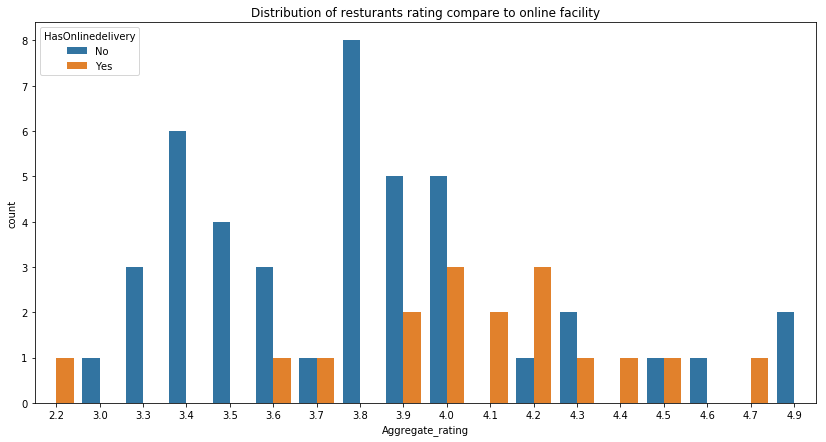 Distribution of resturants rating compare to online facility
HasOnlinedelivery
No
Yes
8
7
6
5
4
3
2
1
0
count
2.2 3.0 3.3 3.4 3.5 3.6 3.7 3.8 3.9 4.0 4.1 4.2 4.3 4.4 4.5 4.6 4.7 4.9
Aggregate_rating